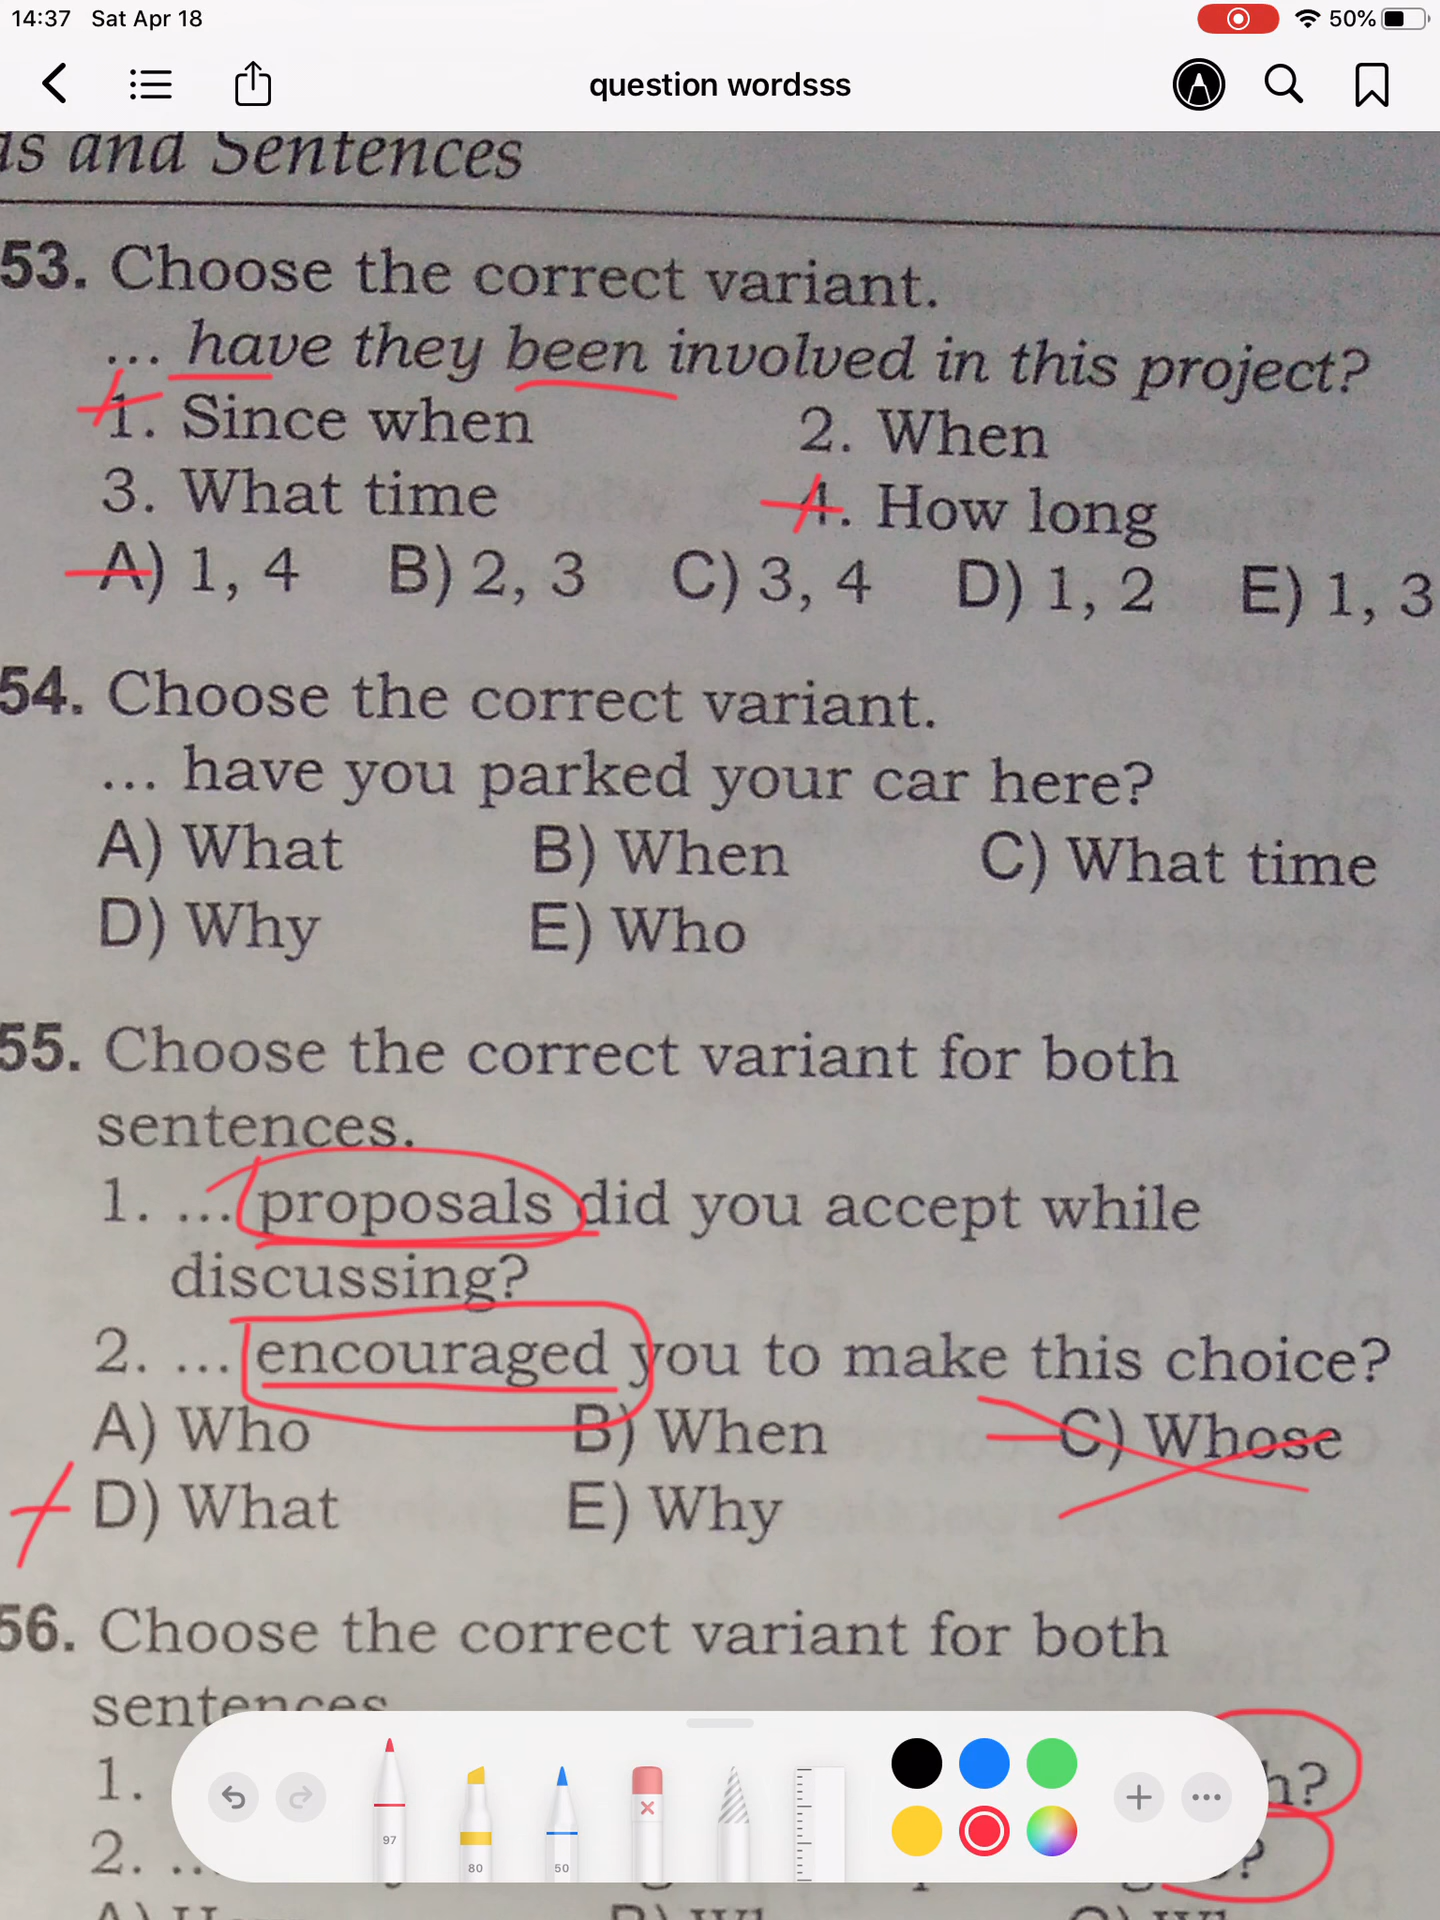 14:37 Sat Apr 18
50%
question wordsss
and Sentences
53. Choose the correct variant.
... have they been involved in this project?
1. Since when 2. When
3. What time 4. How long
A) 1, 4 B) 2, 3 C) 3, 4 D) 1, 2 E) 1, 3
54. Choose the correct variant.
... have you parked your car here?
A) What B) When C) What time
D) Why E) Who
55. Choose the correct variant for both
sentences.
1. ... proposals did you accept while
discussing?
2. ... encouraged you to make this choice?
A) Who B) When C) Whose
D) What E) Why
56. Choose the correct variant for both
sentences
1. h?
2. .. ?
97
80
50